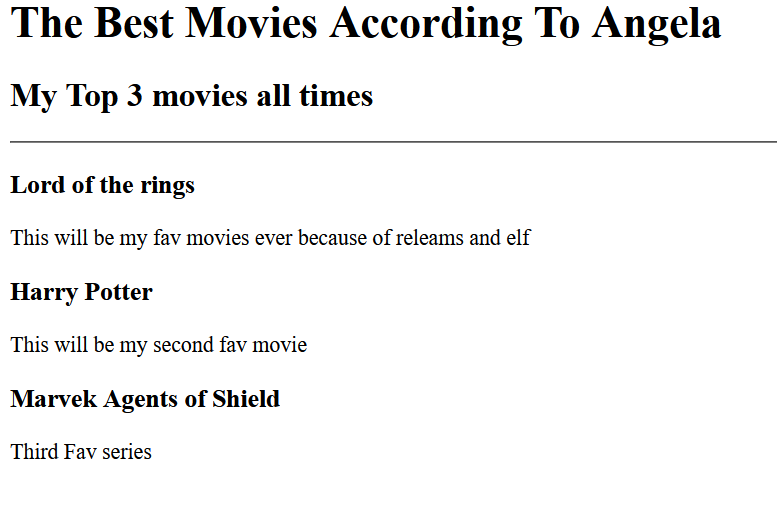 The Best Movies According To Angela
My Top 3 movies all times
Lord of the rings
This will be my fav movies ever because of releams and elf
Harry Potter
This will be my second fav movie
Marvek Agents of Shield
Third Fav series